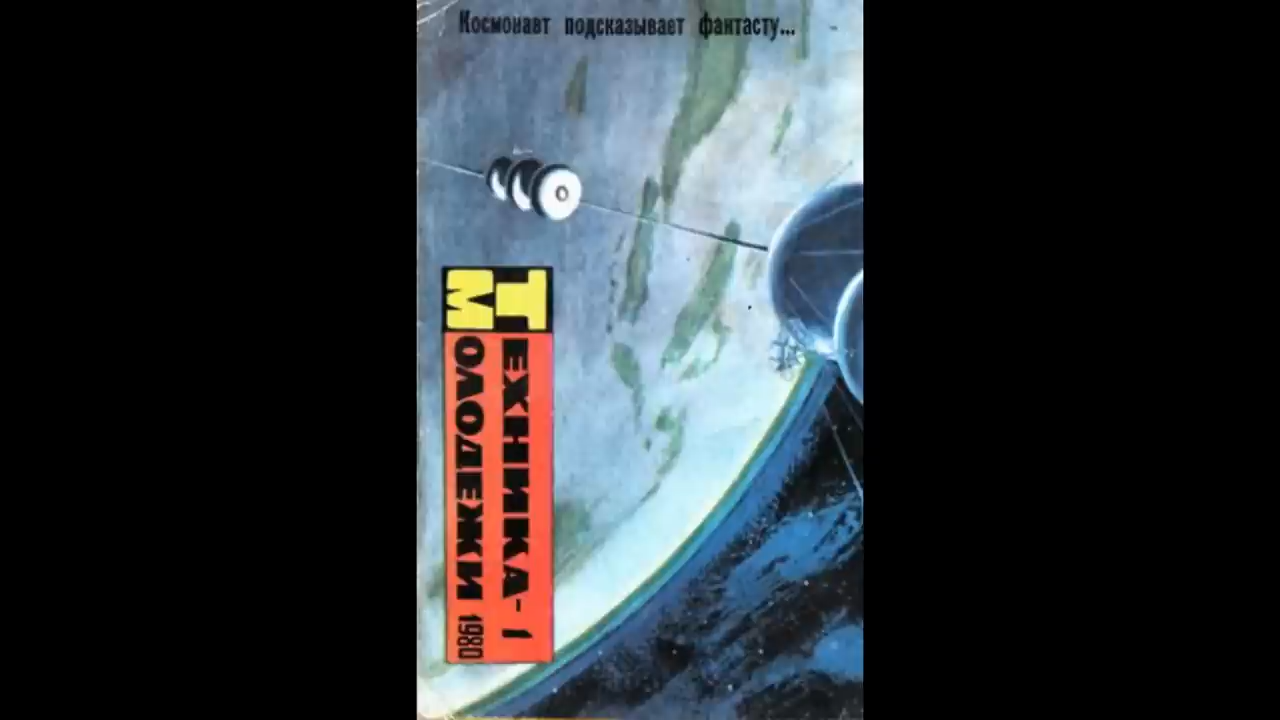 Космонавт подсказывает фантасту...
ТЕХНИКА-1
МОЛОДЕЖИ 1980